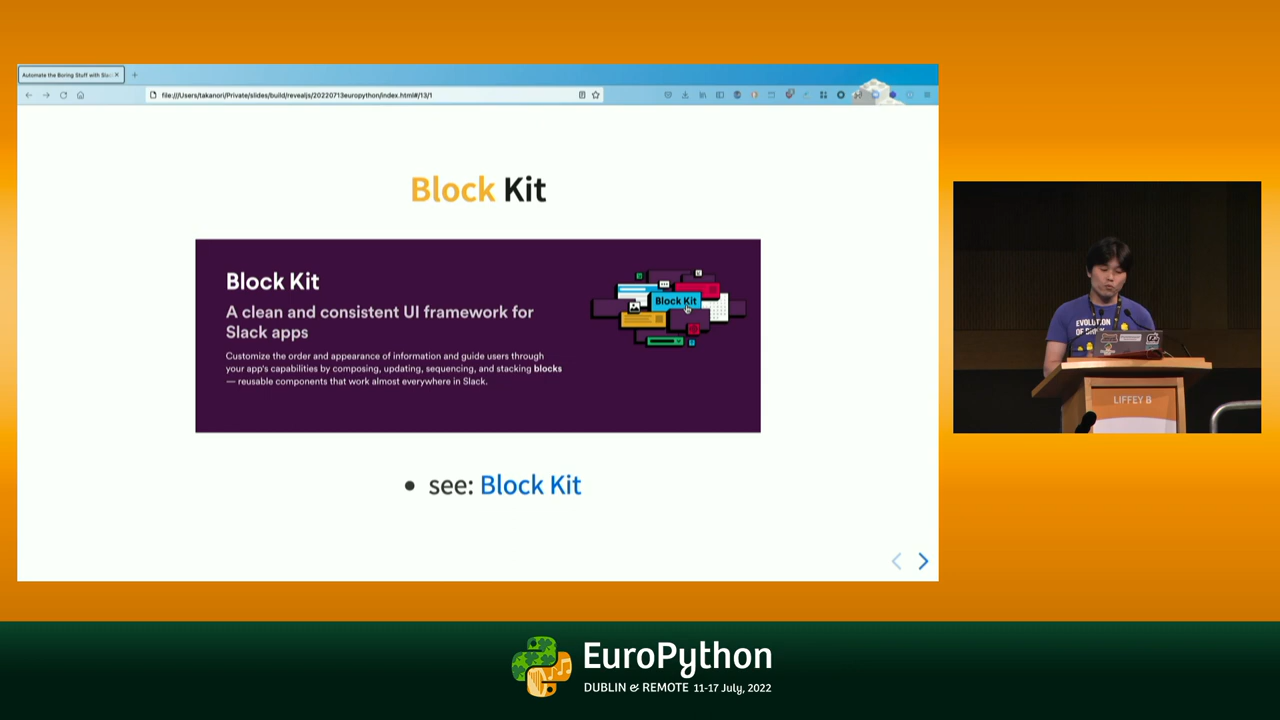 Automate the Boring Stuff with Slac
file:///Users/takanori/Private/slides/build/revealjs/20220713europython/index.html#/13/1
Block Kit
Block Kit
A clean and consistent UI framework for
Slack apps
Customize the order and appearance of information and guide users through
your app's capabilities by composing, updating, sequencing, and stacking blocks
— reusable components that work almost everywhere in Slack.
Block Kit
• see: Block Kit
EVOLUTION
LIFFEY B
EuroPython
DUBLIN & REMOTE 11-17 July, 2022